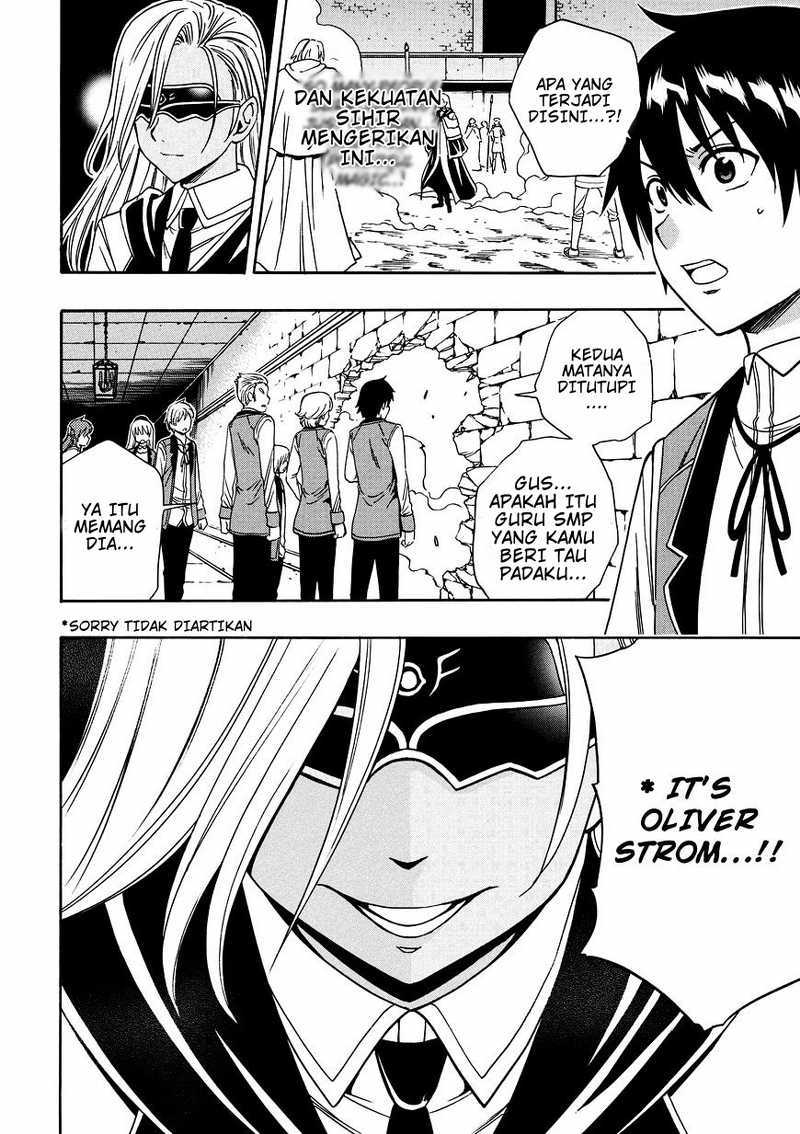 APA YANG
TERJADI
DISINI...?!
DAN KEKUATAN
SIHIR
MENGERIKAN
INI...
MAGIC...
KEDUA
MATANYA
DITUTUPI
....
GUS...
APAKAH ITU
GURU SMP
YANG KAMU
BERI TAU
PADAKU...
YA ITU
MEMANG
DIA...
*SORRY TIDAK DIARTIKAN
* IT'S
OLIVER
STROM...!!